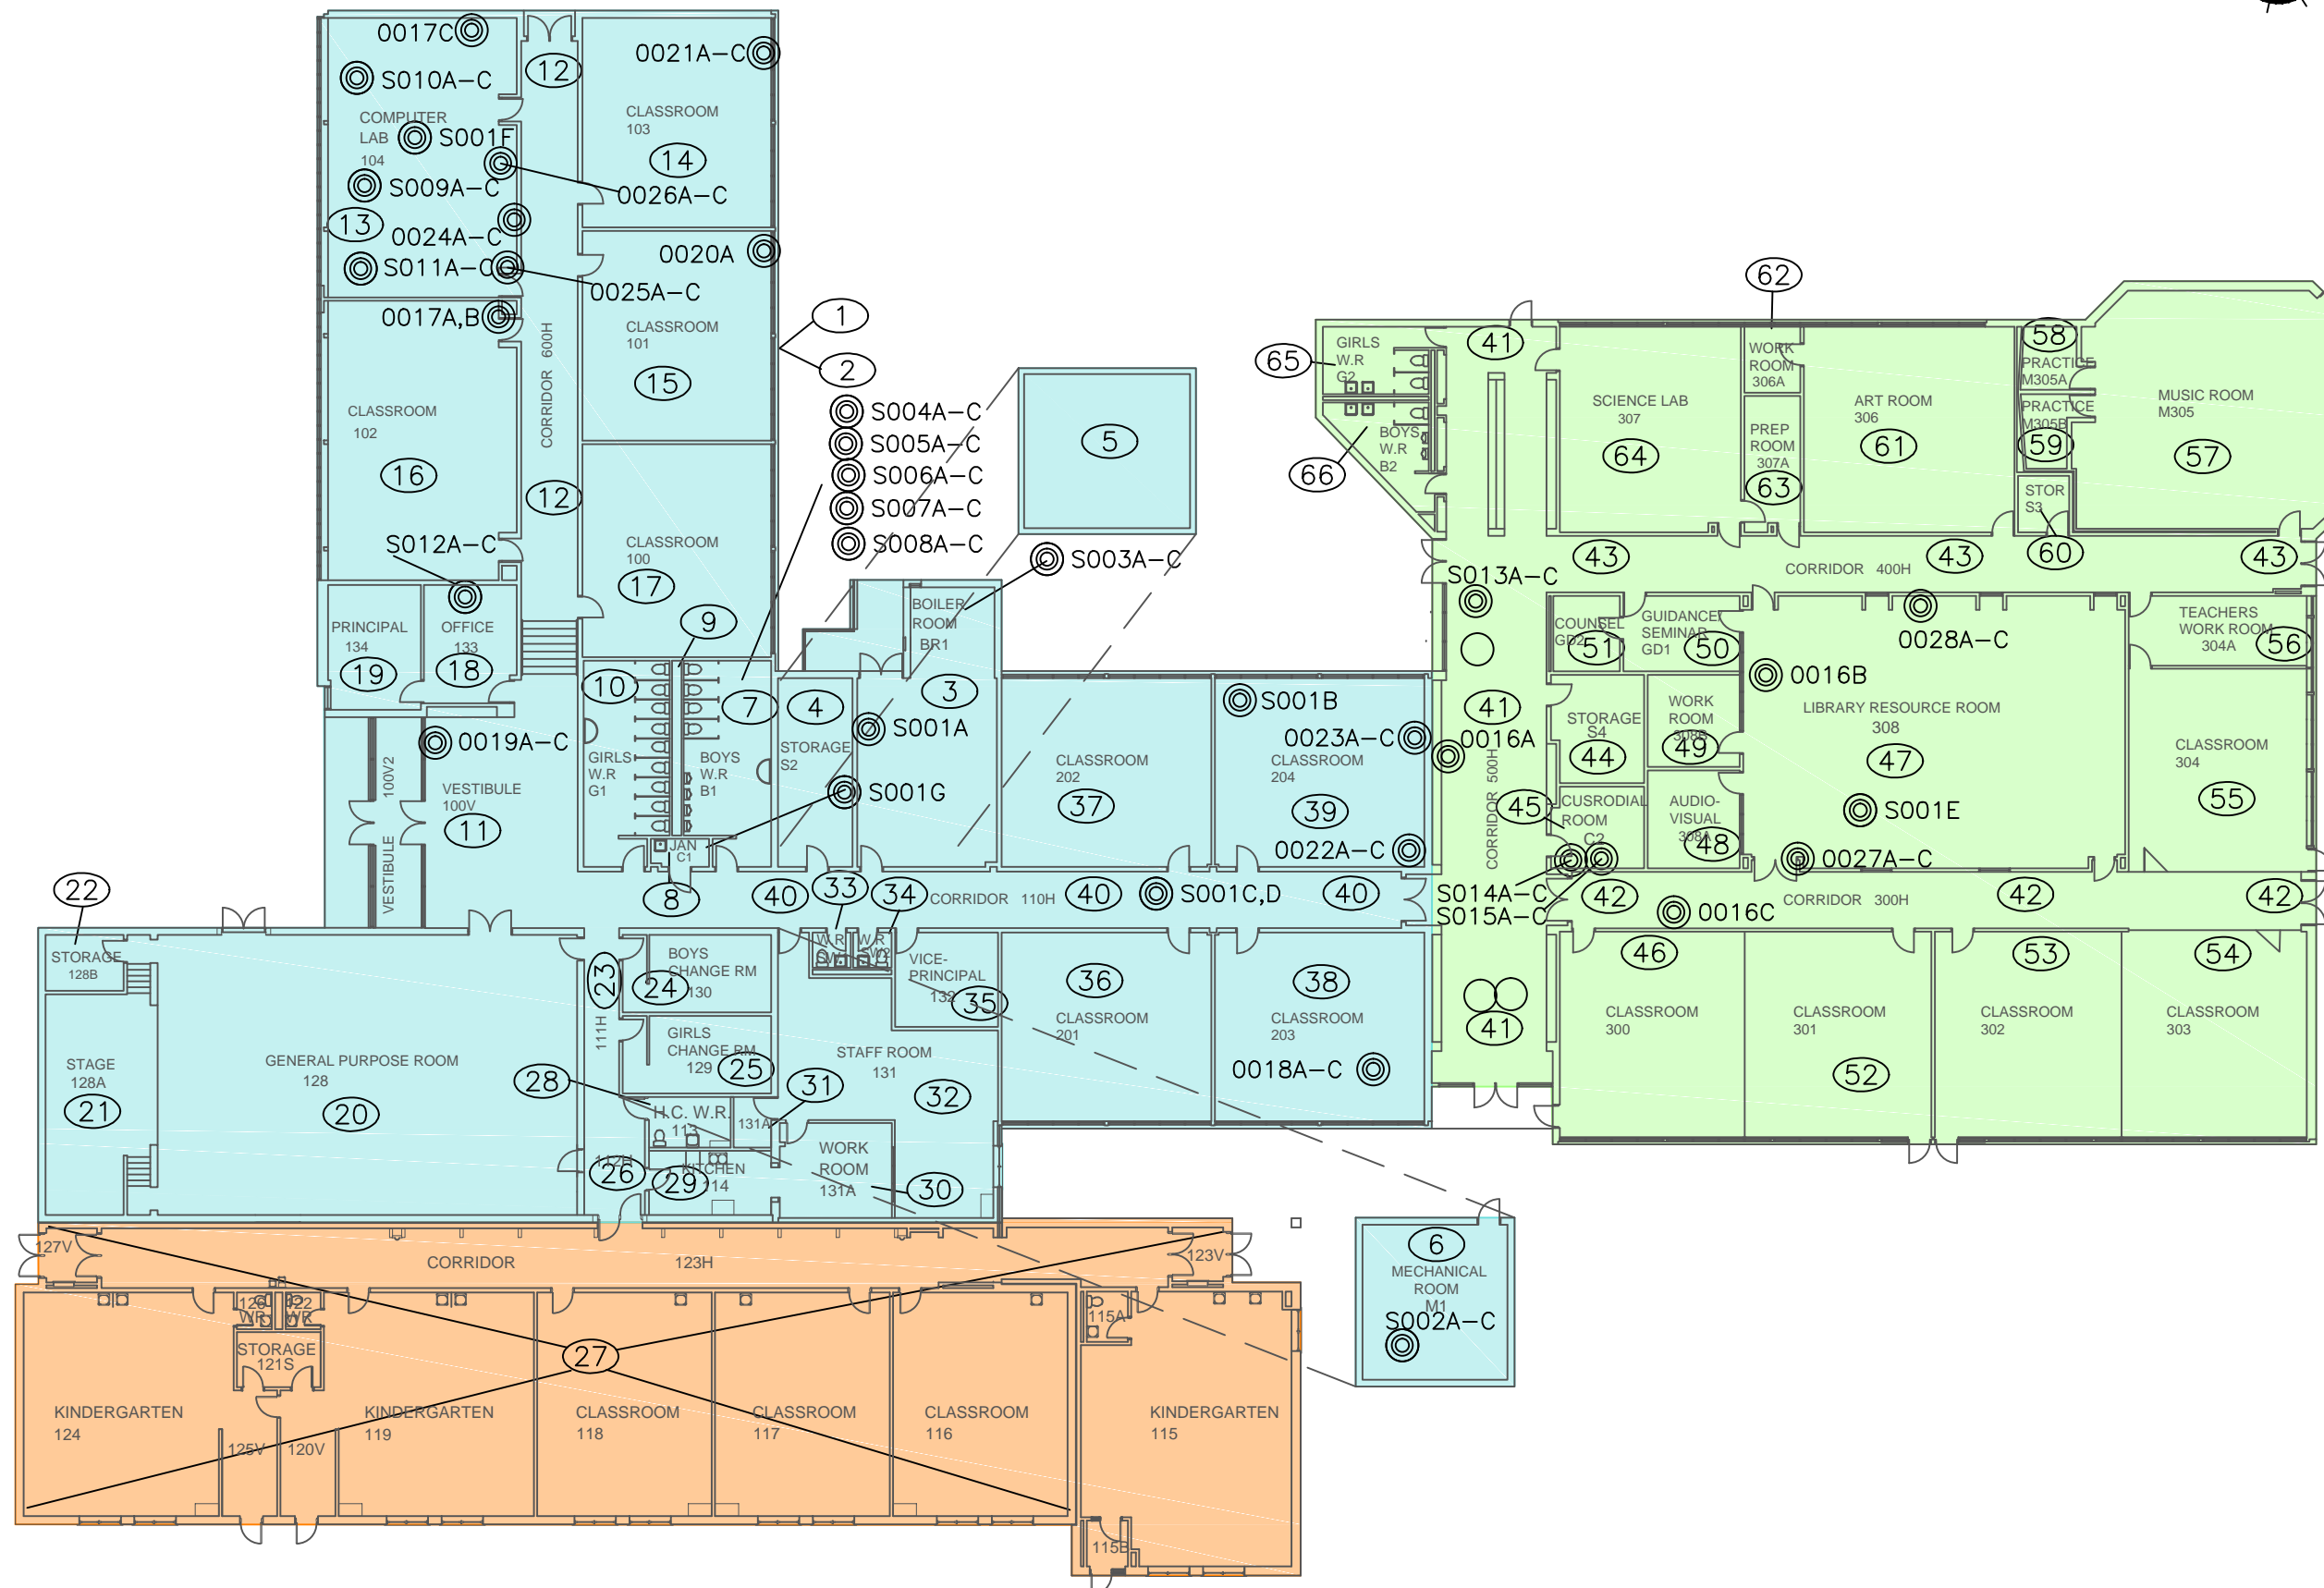 0017C
S010A-C
COMPUTER
LAB
104
S001F
S009A-C
13
0024A-C
S011A-C
0025A-C
0026A-C
12
0021A-C
CLASSROOM
103
14
0020A
CLASSROOM
101
15
0017A,B
CLASSROOM
102
16
CORRIDOR 600H
12
CLASSROOM
100
17
S012A-C
PRINCIPAL
134
19
OFFICE
133
18
1
2
S004A-C
S005A-C
S006A-C
S007A-C
S008A-C
5
S003A-C
BOILER
ROOM
BR1
3
9
10
7
4
GIRLS
W.R
G1
BOYS
W.R
B1
STORAGE
S2
S001A
S001G
JAN
C1
8
0019A-C
VESTIBULE
100V
11
VESTIBULE 100V2
CLASSROOM
202
37
S001B
0023A-C
CLASSROOM
204
39
0022A-C
40
33
34
CORRIDOR 110H
40
S001C,D
40
22
STORAGE
128B
STAGE
128A
21
GENERAL PURPOSE ROOM
128
20
23
111H
BOYS
CHANGE RM
130
24
GIRLS
CHANGE RM
129
25
28
H.C. W.R.
113
31
131A
112H
26
29
KITCHEN
114
W.R
W.R
SW2
VICE-
PRINCIPAL
132
35
STAFF ROOM
131
32
WORK
ROOM
131A
30
36
CLASSROOM
201
38
CLASSROOM
203
0018A-C
127V
CORRIDOR 123H
123V
122
WR
WR
STORAGE
121S
27
KINDERGARTEN
124
125V
120V
KINDERGARTEN
119
CLASSROOM
118
CLASSROOM
117
CLASSROOM
116
115A
KINDERGARTEN
115
115B
6
MECHANICAL
ROOM
M1
S002A-C
65
GIRLS
W.R
G2
66
BOYS
W.R
B2
41
SCIENCE LAB
307
64
62
WORK
ROOM
306A
PREP
ROOM
307A
63
ART ROOM
306
61
58
PRACTICE
M305A
PRACTICE
M305B
59
STOR
S3
60
MUSIC ROOM
M305
57
43
43
CORRIDOR 400H
43
S013A-C
41
0016A
CORRIDOR 500H
COUNSEL
GD2
51
GUIDANCE/
SEMINAR
GD1
50
STORAGE
S4
44
WORK
ROOM
308B
49
45
CUSRODIAL
ROOM
C2
AUDIO-
VISUAL
308A
48
0028A-C
0016B
LIBRARY RESOURCE ROOM
308
47
S001E
0027A-C
TEACHERS
WORK ROOM
304A
56
CLASSROOM
304
55
S014A-C
S015A-C
42
0016C
CORRIDOR 300H
42
42
41
46
CLASSROOM
300
CLASSROOM
301
52
53
CLASSROOM
302
54
CLASSROOM
303